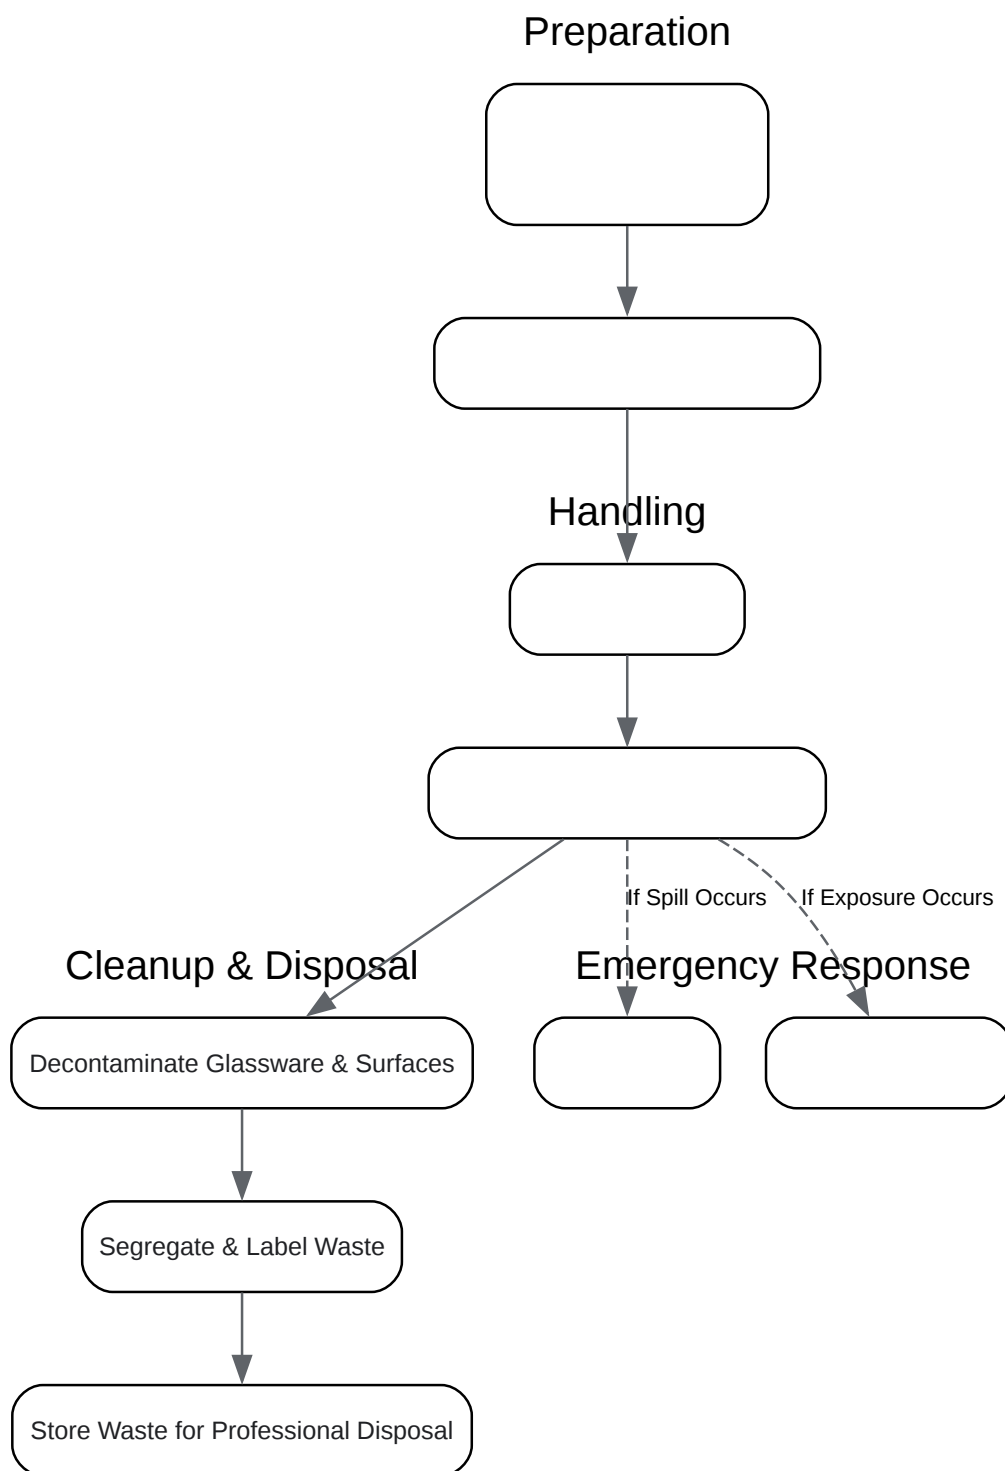 Preparation
Handling
If Spill Occurs
If Exposure Occurs
Cleanup & Disposal
Emergency Response
Decontaminate Glassware & Surfaces
Segregate & Label Waste
Store Waste for Professional Disposal